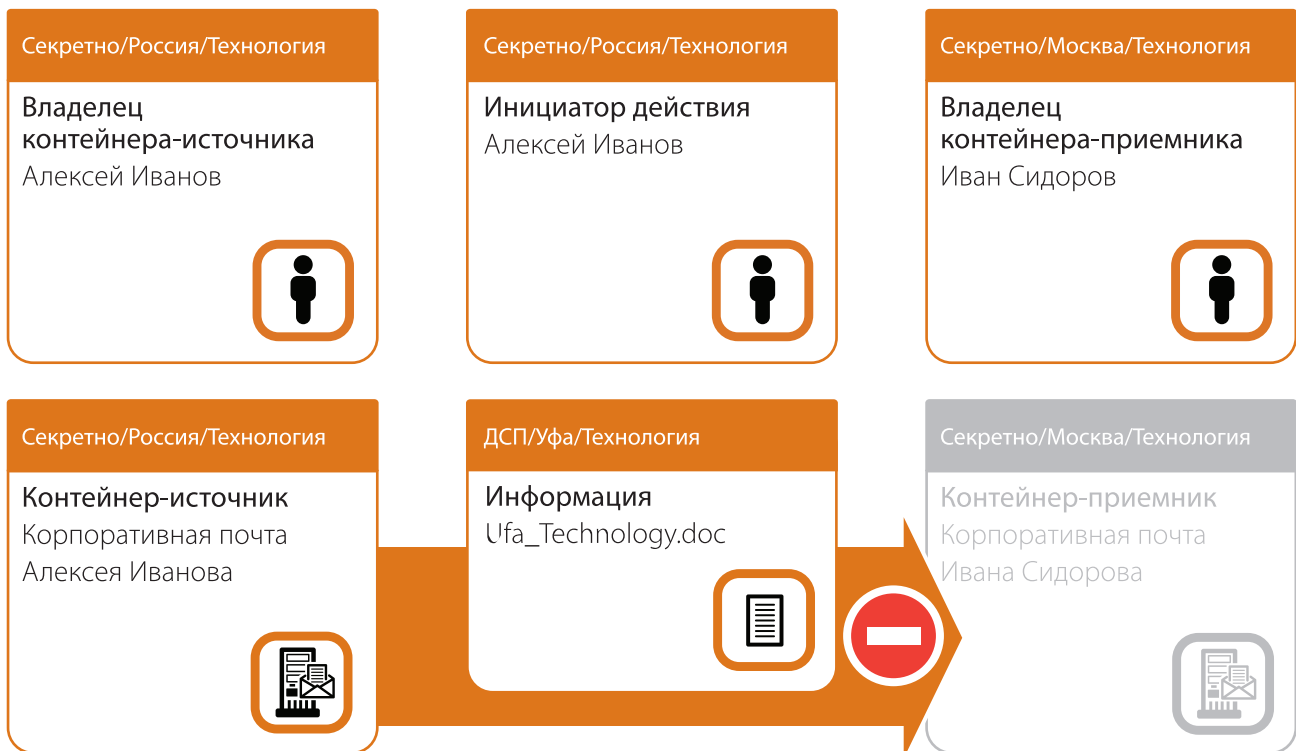 Секретно/Россия/Технология
Владелец
контейнера-источника
Алексей Иванов
Секретно/Россия/Технология
Инициатор действия
Алексей Иванов
Секретно/Москва/Технология
Владелец
контейнера-приемника
Иван Сидоров
Секретно/Россия/Технология
Контейнер-источник
Корпоративная почта
Алексея Иванова
ДСП/Уфа/Технология
Информация
Ufa_Technology.doc
Секретно/Москва/Технология
Контейнер-приемник
Корпоративная почта
Ивана Сидорова